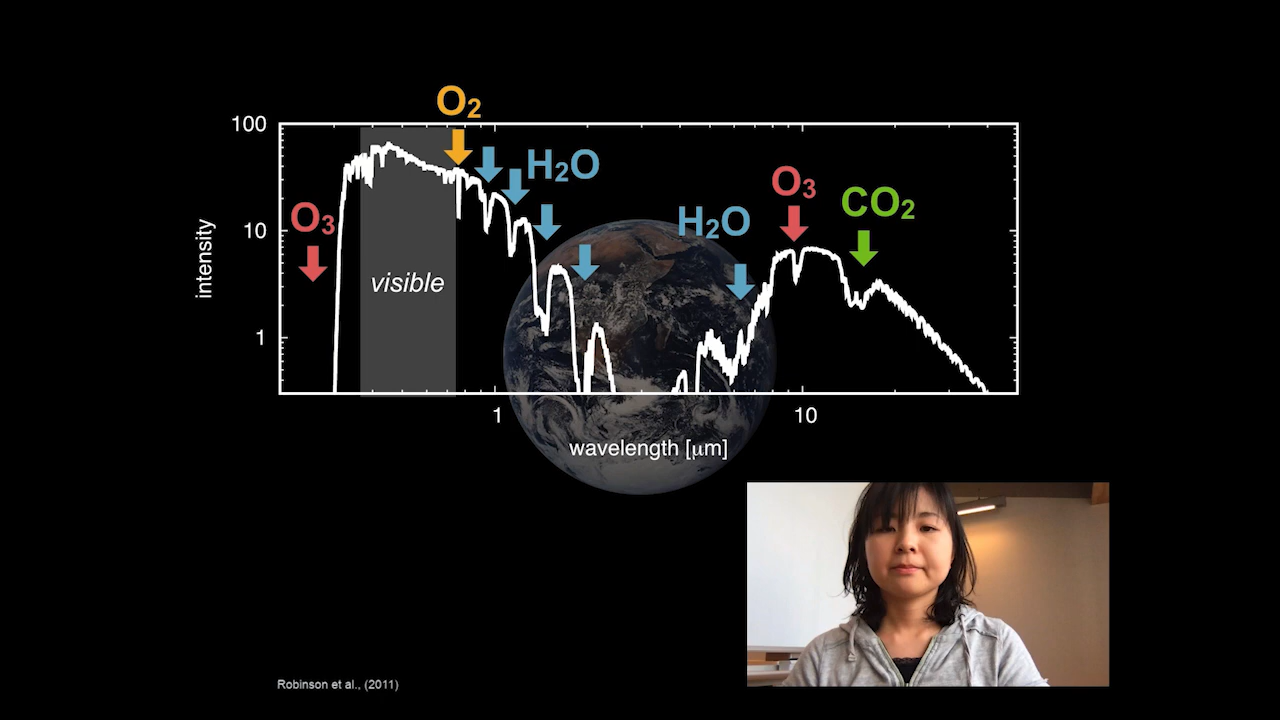 O₂
100
H₂O
O₃
CO₂
O₃
H₂O
10
intensity
visible
1
1
10
wavelength [μm]
Robinson et al., (2011)